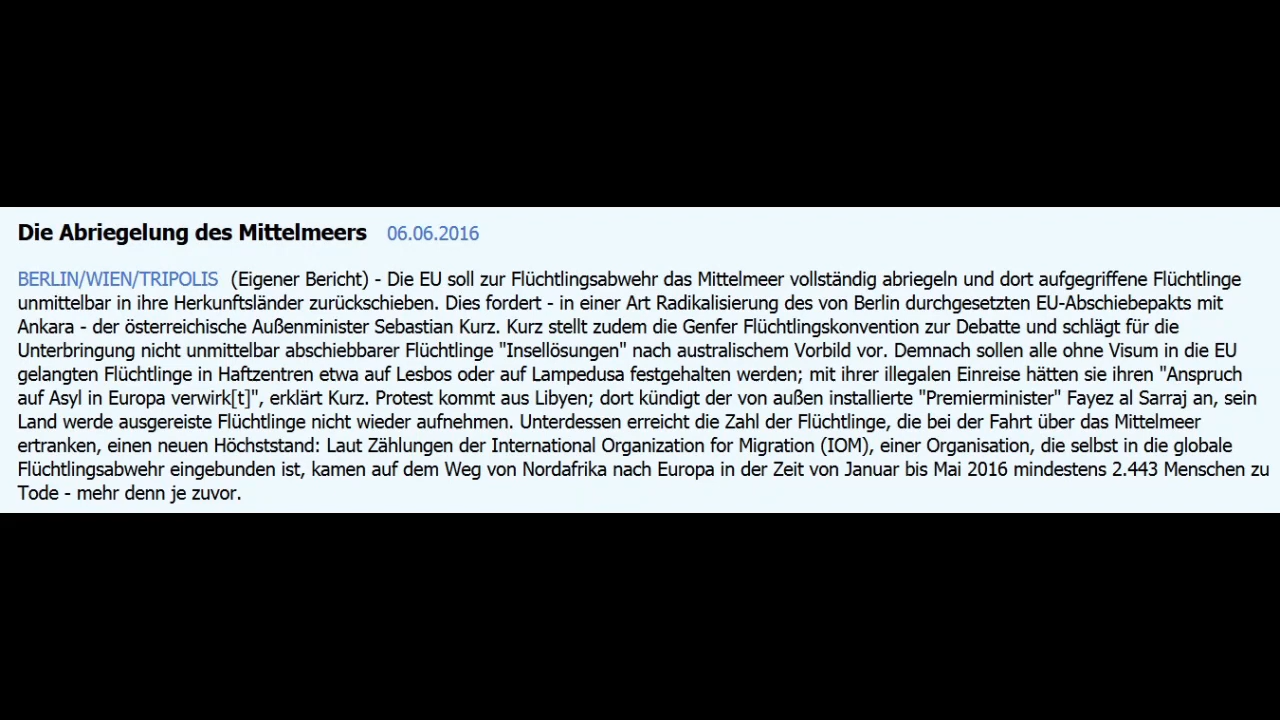 Die Abriegelung des Mittelmeers 06.06.2016
BERLIN/WIEN/TRIPOLIS (Eigener Bericht) - Die EU soll zur Flüchtlingsabwehr das Mittelmeer vollständig abriegeln und dort aufgegriffene Flüchtlinge
unmittelbar in ihre Herkunftsländer zurückschieben. Dies fordert - in einer Art Radikalisierung des von Berlin durchgesetzten EU-Abschiebepakts mit
Ankara - der österreichische Außenminister Sebastian Kurz. Kurz stellt zudem die Genfer Flüchtlingskonvention zur Debatte und schlägt für die
Unterbringung nicht unmittelbar abschiebbarer Flüchtlinge "Insellösungen" nach australischem Vorbild vor. Demnach sollen alle ohne Visum in die EU
gelangten Flüchtlinge in Haftzentren etwa auf Lesbos oder auf Lampedusa festgehalten werden; mit ihrer illegalen Einreise hätten sie ihren "Anspruch
auf Asyl in Europa verwirk[t]", erklärt Kurz. Protest kommt aus Libyen; dort kündigt der von außen installierte "Premierminister" Fayez al Sarraj an, sein
Land werde ausgereiste Flüchtlinge nicht wieder aufnehmen. Unterdessen erreicht die Zahl der Flüchtlinge, die bei der Fahrt über das Mittelmeer
ertranken, einen neuen Höchststand: Laut Zählungen der International Organization for Migration (IOM), einer Organisation, die selbst in die globale
Flüchtlingsabwehr eingebunden ist, kamen auf dem Weg von Nordafrika nach Europa in der Zeit von Januar bis Mai 2016 mindestens 2.443 Menschen zu
Tode - mehr denn je zuvor.